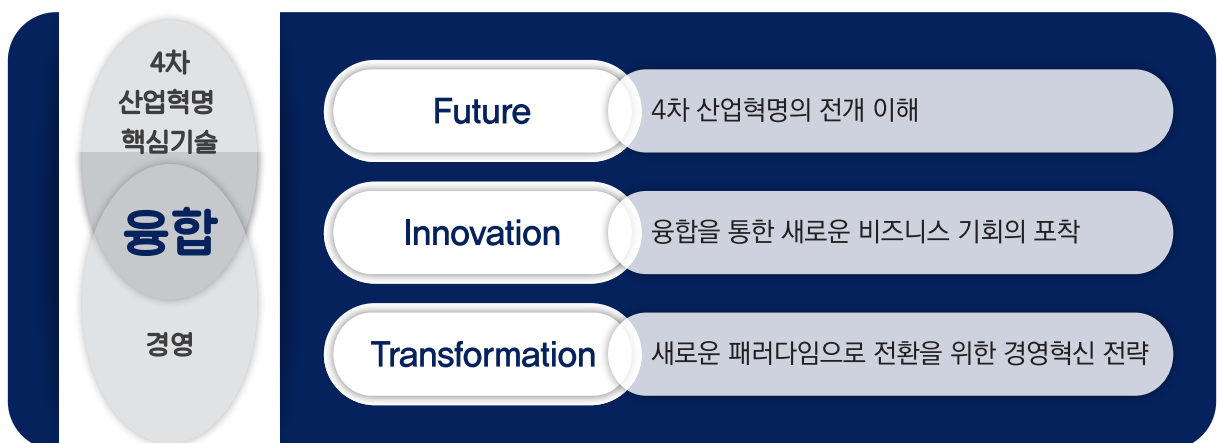 4차
산업혁명
핵심기술
융합
경영
Future
4차 산업혁명의 전개 이해
Innovation
융합을 통한 새로운 비즈니스 기회의 포착
Transformation
새로운 패러다임으로 전환을 위한 경영혁신 전략